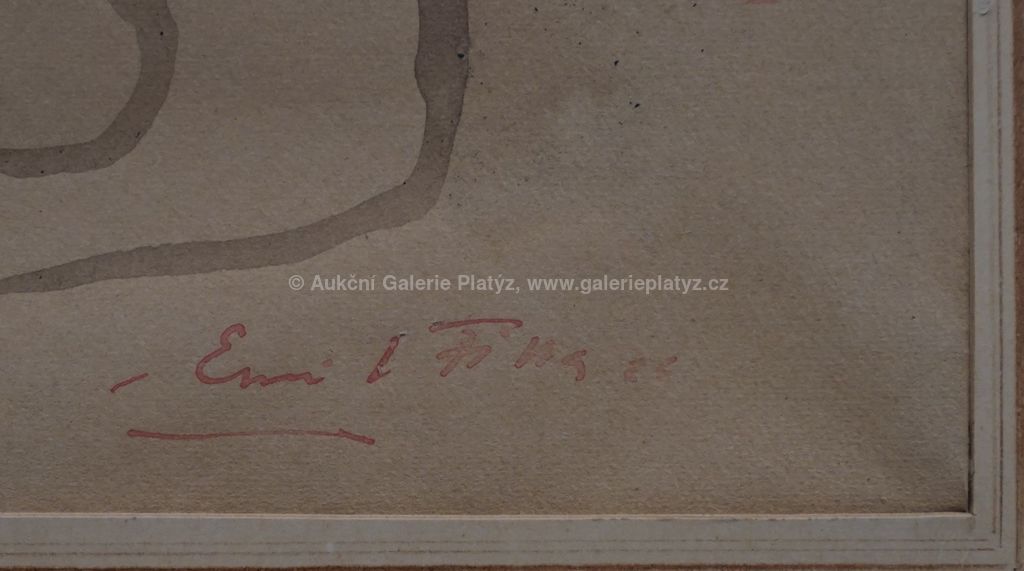 © Aukční Galerie Platýz, www.galerieplatyz.cz
Emil Filla